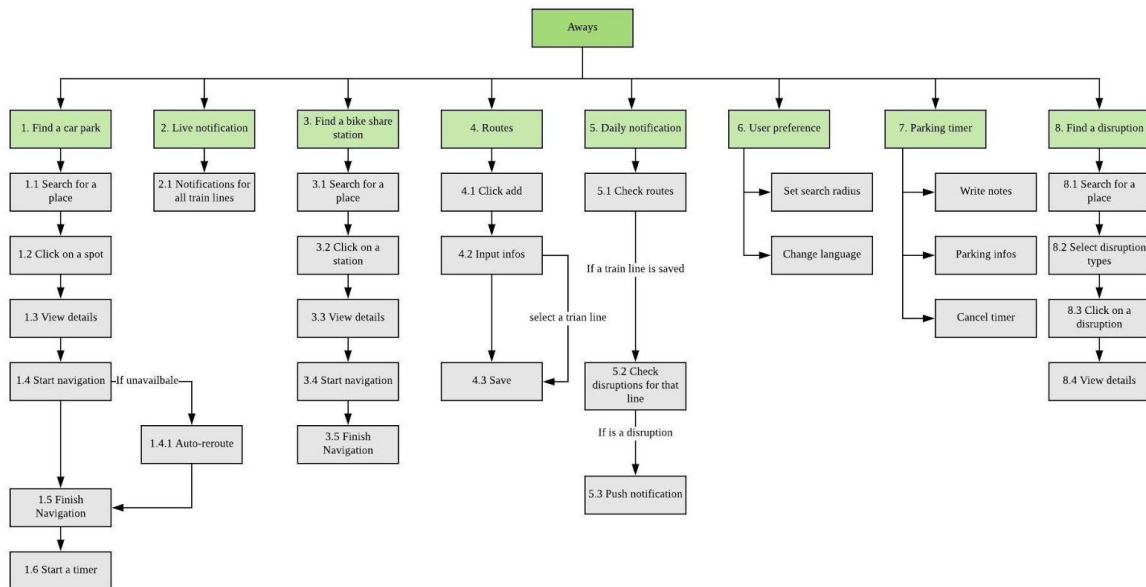 Aways
1. Find a car park
2. Live notification
3. Find a bike share
station
4. Routes
5. Daily notification
6. User preference
7. Parking timer
8. Find a disruption
1.1 Search for a
place
1.2 Click on a spot
1.3 View details
1.4 Start navigation
If unavailbale
1.4.1 Auto-reroute
1.5 Finish
Navigation
1.6 Start a timer
2.1 Notifications for
all train lines
3.1 Search for a
place
3.2 Click on a
station
3.3 View details
3.4 Start navigation
3.5 Finish
Navigation
4.1 Click add
4.2 Input infos
select a trian line
4.3 Save
5.1 Check routes
If a train line is saved
5.2 Check
disruptions for that
line
If is a disruption
5.3 Push notification
Set search radius
Change language
Write notes
Parking infos
Cancel timer
8.1 Search for a
place
8.2 Select disruption
types
8.3 Click on a
disruption
8.4 View details